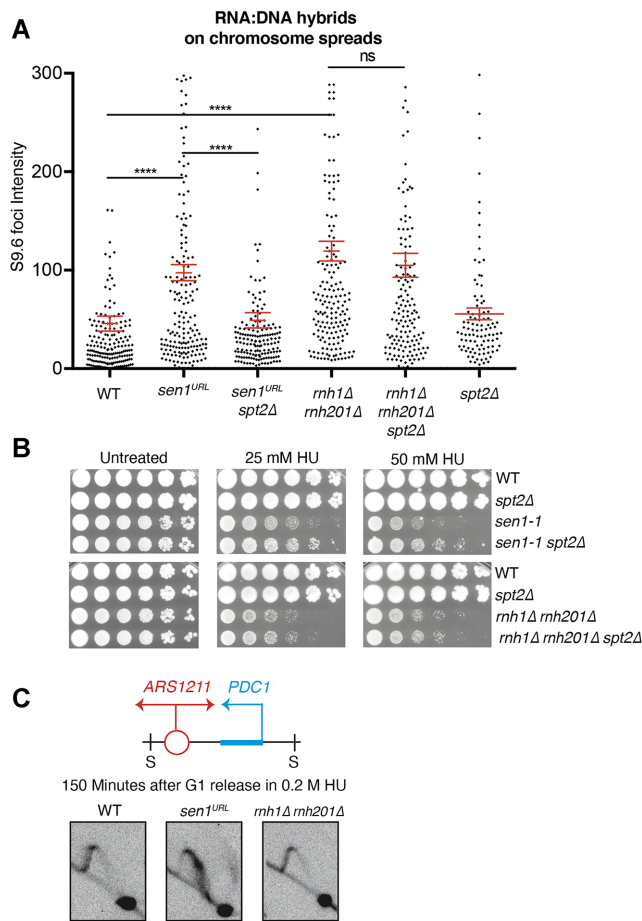 A
RNA:DNA hybrids
on chromosome spreads
S9.6 foci Intensity
300
200
100
0
ns
****
****
****
WT
sen1URL
sen1URL
spt2Δ
rnh1Δ
rnh201Δ
rnh1Δ
rnh201Δ
spt2Δ
spt2Δ
B
Untreated
25 mM HU
50 mM HU
WT
spt2Δ
sen1-1
sen1-1 spt2Δ
WT
spt2Δ
rnh1Δ rnh201Δ
rnh1Δ rnh201Δ spt2Δ
C
ARS1211
PDC1
S
S
150 Minutes after G1 release in 0.2 M HU
WT
sen1URL
rnh1Δ rnh201Δ